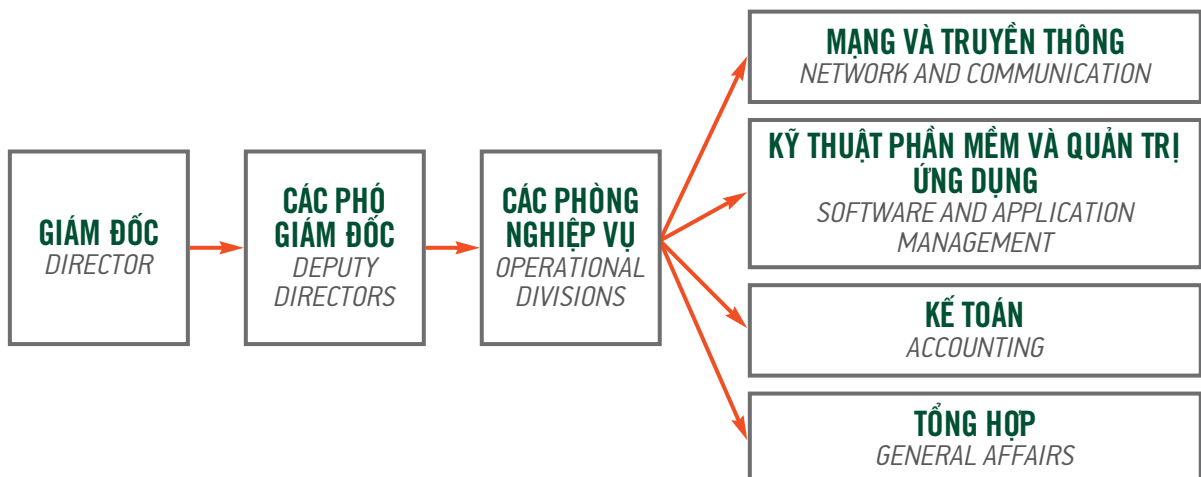 GIÁM ĐỐC
DIRECTOR
CÁC PHÓ
GIÁM ĐỐC
DEPUTY
DIRECTORS
CÁC PHÒNG
NGHIỆP VỤ
OPERATIONAL
DIVISIONS
MẠNG VÀ TRUYỀN THÔNG
NETWORK AND COMMUNICATION
KỸ THUẬT PHẦN MỀM VÀ QUẢN TRỊ
ỨNG DỤNG
SOFTWARE AND APPLICATION
MANAGEMENT
KẾ TOÁN
ACCOUNTING
TỔNG HỢP
GENERAL AFFAIRS